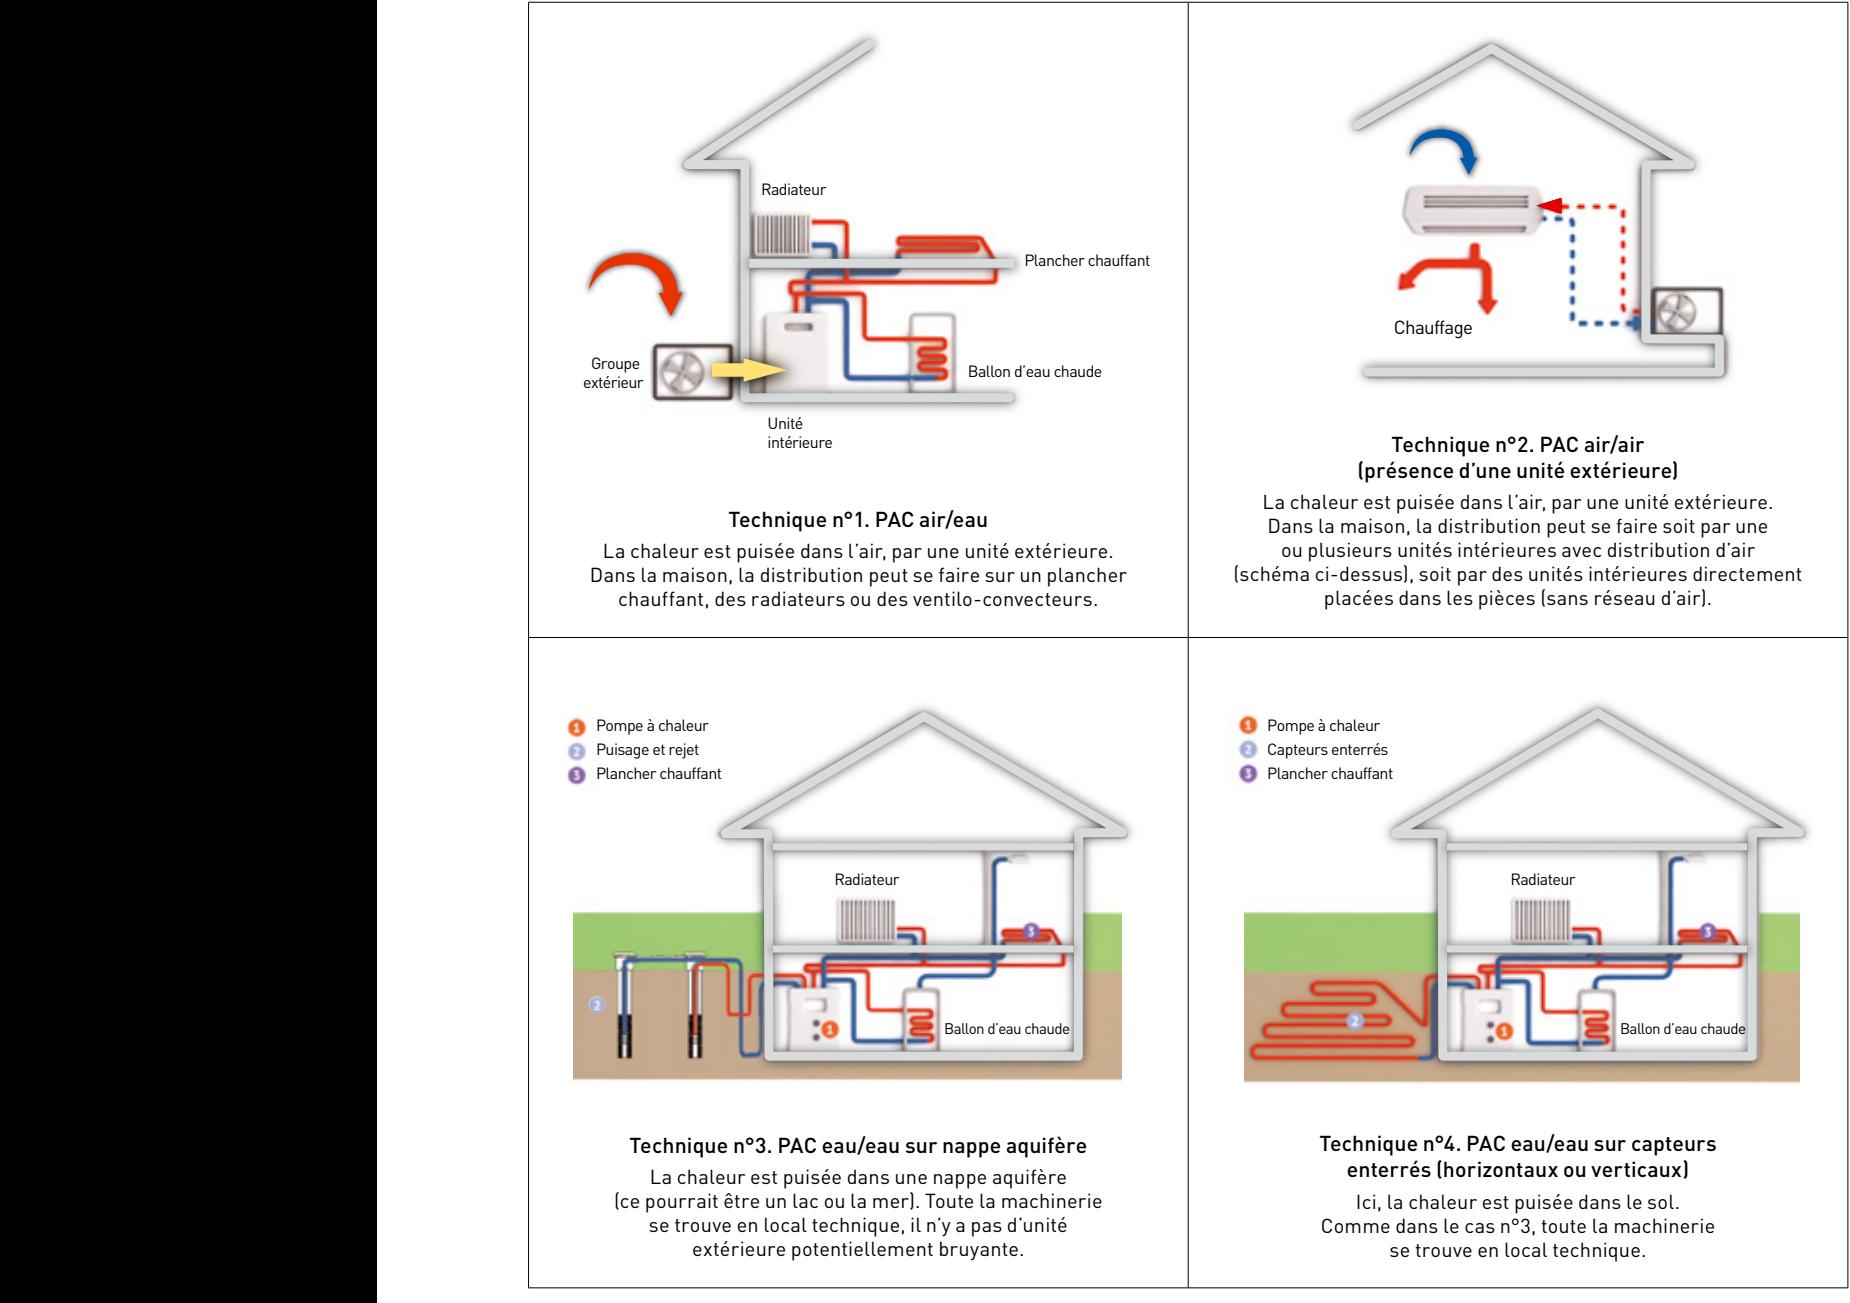 Radiateur
Plancher chauffant
Groupe
extérieur
Ballon d'eau chaude
Unité
intérieure
Technique n°1. PAC air/eau
La chaleur est puisée dans l'air, par une unité extérieure.
Dans la maison, la distribution peut se faire sur un plancher
chauffant, des radiateurs ou des ventilo-convecteurs.
Chauffage
Technique n°2. PAC air/air
(présence d'une unité extérieure)
La chaleur est puisée dans l'air, par une unité extérieure.
Dans la maison, la distribution peut se faire soit par une
ou plusieurs unités intérieures avec distribution d'air
(schéma ci-dessus), soit par des unités intérieures directement
placées dans les pièces (sans réseau d'air).
1 Pompe à chaleur
2 Puisage et rejet
3 Plancher chauffant
Radiateur
3
2
1
Ballon d'eau chaude
Technique n°3. PAC eau/eau sur nappe aquifère
La chaleur est puisée dans une nappe aquifère
(ce pourrait être un lac ou la mer). Toute la machinerie
se trouve en local technique, il n'y a pas d'unité
extérieure potentiellement bruyante.
1 Pompe à chaleur
2 Capteurs enterrés
3 Plancher chauffant
Radiateur
3
2
1
Ballon d'eau chaude
Technique n°4. PAC eau/eau sur capteurs
enterrés (horizontaux ou verticaux)
Ici, la chaleur est puisée dans le sol.
Comme dans le cas n°3, toute la machinerie
se trouve en local technique.